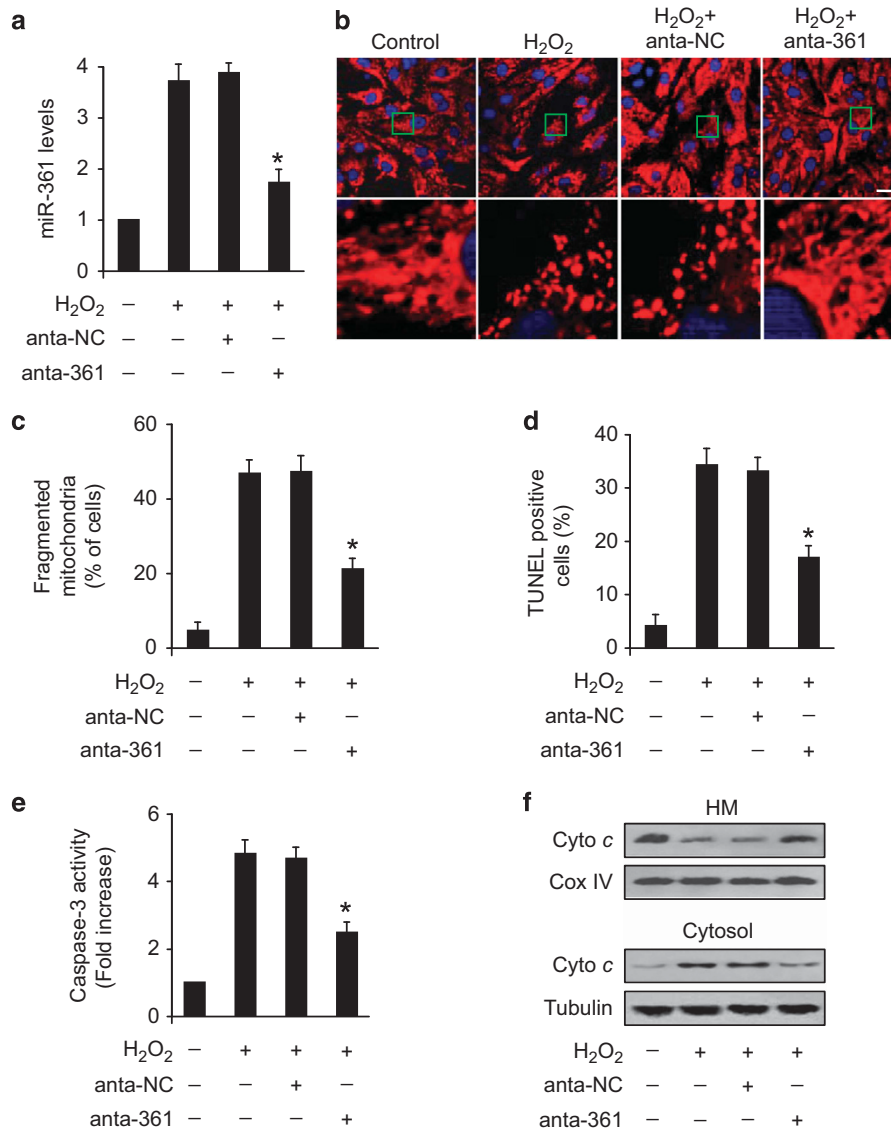 a
miR-361 levels
4
3
2
1
0
*
H₂O₂ – + + +
anta-NC – – + –
anta-361 – – – +
b
Control
H₂O₂
H₂O₂+
anta-NC
H₂O₂+
anta-361
c
Fragmented
mitochondria
(% of cells)
60
40
20
0
*
H₂O₂ – + + +
anta-NC – – + –
anta-361 – – – +
d
TUNEL positive
cells (%)
40
30
20
10
0
*
H₂O₂ – + + +
anta-NC – – + –
anta-361 – – – +
e
Caspase-3 activity
(Fold increase)
6
4
2
0
*
H₂O₂ – + + +
anta-NC – – + –
anta-361 – – – +
f
HM
Cyto c
Cox IV
Cytosol
Cyto c
Tubulin
H₂O₂ – + + +
anta-NC – – + –
anta-361 – – – +